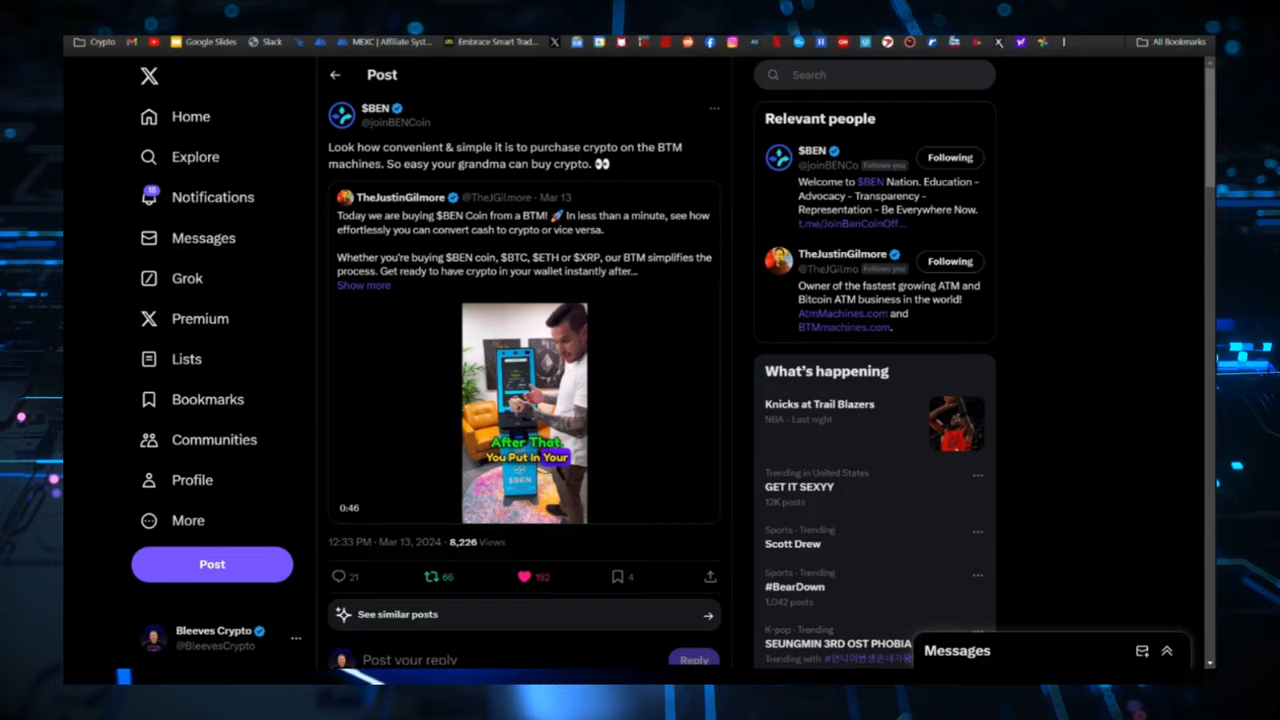 Crypto
Google Slides
Slack
MEXC | Affiliate Syst...
Embrace Smart Trad...
All Bookmarks
Home
Explore
18
Notifications
Messages
Grok
Premium
Lists
Bookmarks
Communities
Profile
More
Post
Bleeves Crypto
@BleevesCrypto
Post
$BEN
@joinBENCoin
Look how convenient & simple it is to purchase crypto on the BTM
machines. So easy your grandma can buy crypto. 👀
TheJustinGilmore @TheJGilmore · Mar 13
Today we are buying $BEN Coin from a BTM! 🚀 In less than a minute, see how
effortlessly you can convert cash to crypto or vice versa.
Whether you're buying $BEN coin, $BTC, $ETH or $XRP, our BTM simplifies the
process. Get ready to have crypto in your wallet instantly after...
Show more
After That,
You Put In Your
$BEN
0:46
12:33 PM · Mar 13, 2024 · 8,226 Views
21
66
192
4
See similar posts
Post your reply
Reply
Search
Relevant people
$BEN
@joinBENCo Follows you
Following
Welcome to $BEN Nation. Education -
Advocacy - Transparency -
Representation - Be Everywhere Now.
t.me/JoinBenCoinOff...
TheJustinGilmore
@TheJGilmo Follows you
Following
Owner of the fastest growing ATM and
Bitcoin ATM business in the world!
AtmMachines.com and
BTMmachines.com.
What's happening
Knicks at Trail Blazers
NBA · Last night
Trending in United States
GET IT SEXYY
12K posts
Sports · Trending
Scott Drew
Sports · Trending
#BearDown
1,042 posts
K-pop · Trending
SEUNGMIN 3RD OST PHOBIA
Trending with
Messages